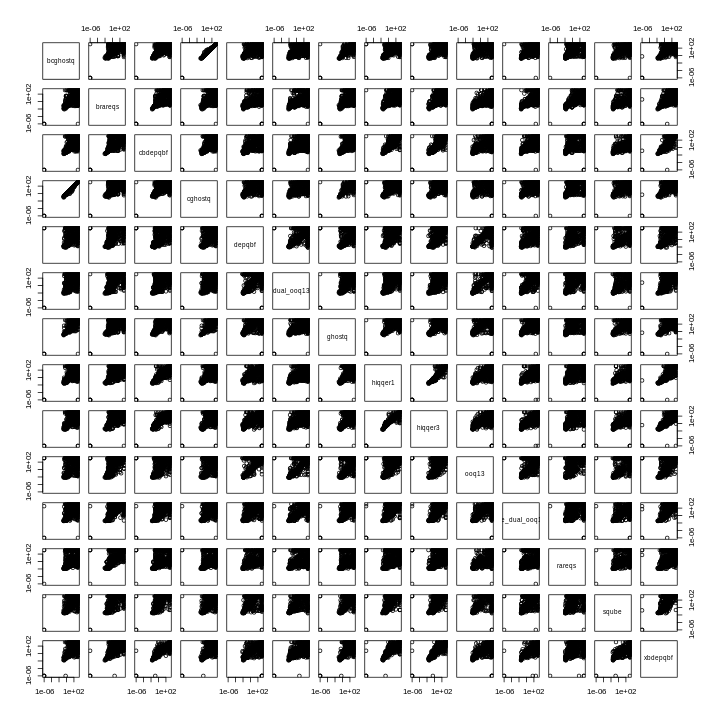 1e-06 1e+02 1e-06 1e+02 1e-06 1e+02 1e-06 1e+02 1e-06 1e+02 1e-06 1e+02 1e-06 1e+02
bcghostq 1e-06 1e+02
1e-06 1e+02 brareqs
cbdepqbf 1e-06 1e+02
1e-06 1e+02 cghostq
depqbf 1e-06 1e+02
1e-06 1e+02 dual_ooq13
ghostq 1e-06 1e+02
1e-06 1e+02 hiqqer1
hiqqer3 1e-06 1e+02
1e-06 1e+02 ooq13
e_dual_ooq1 1e-06 1e+02
1e-06 1e+02 rareqs
sqube 1e-06 1e+02
1e-06 1e+02 xbdepqbf
1e-06 1e+02 1e-06 1e+02 1e-06 1e+02 1e-06 1e+02 1e-06 1e+02 1e-06 1e+02 1e-06 1e+02